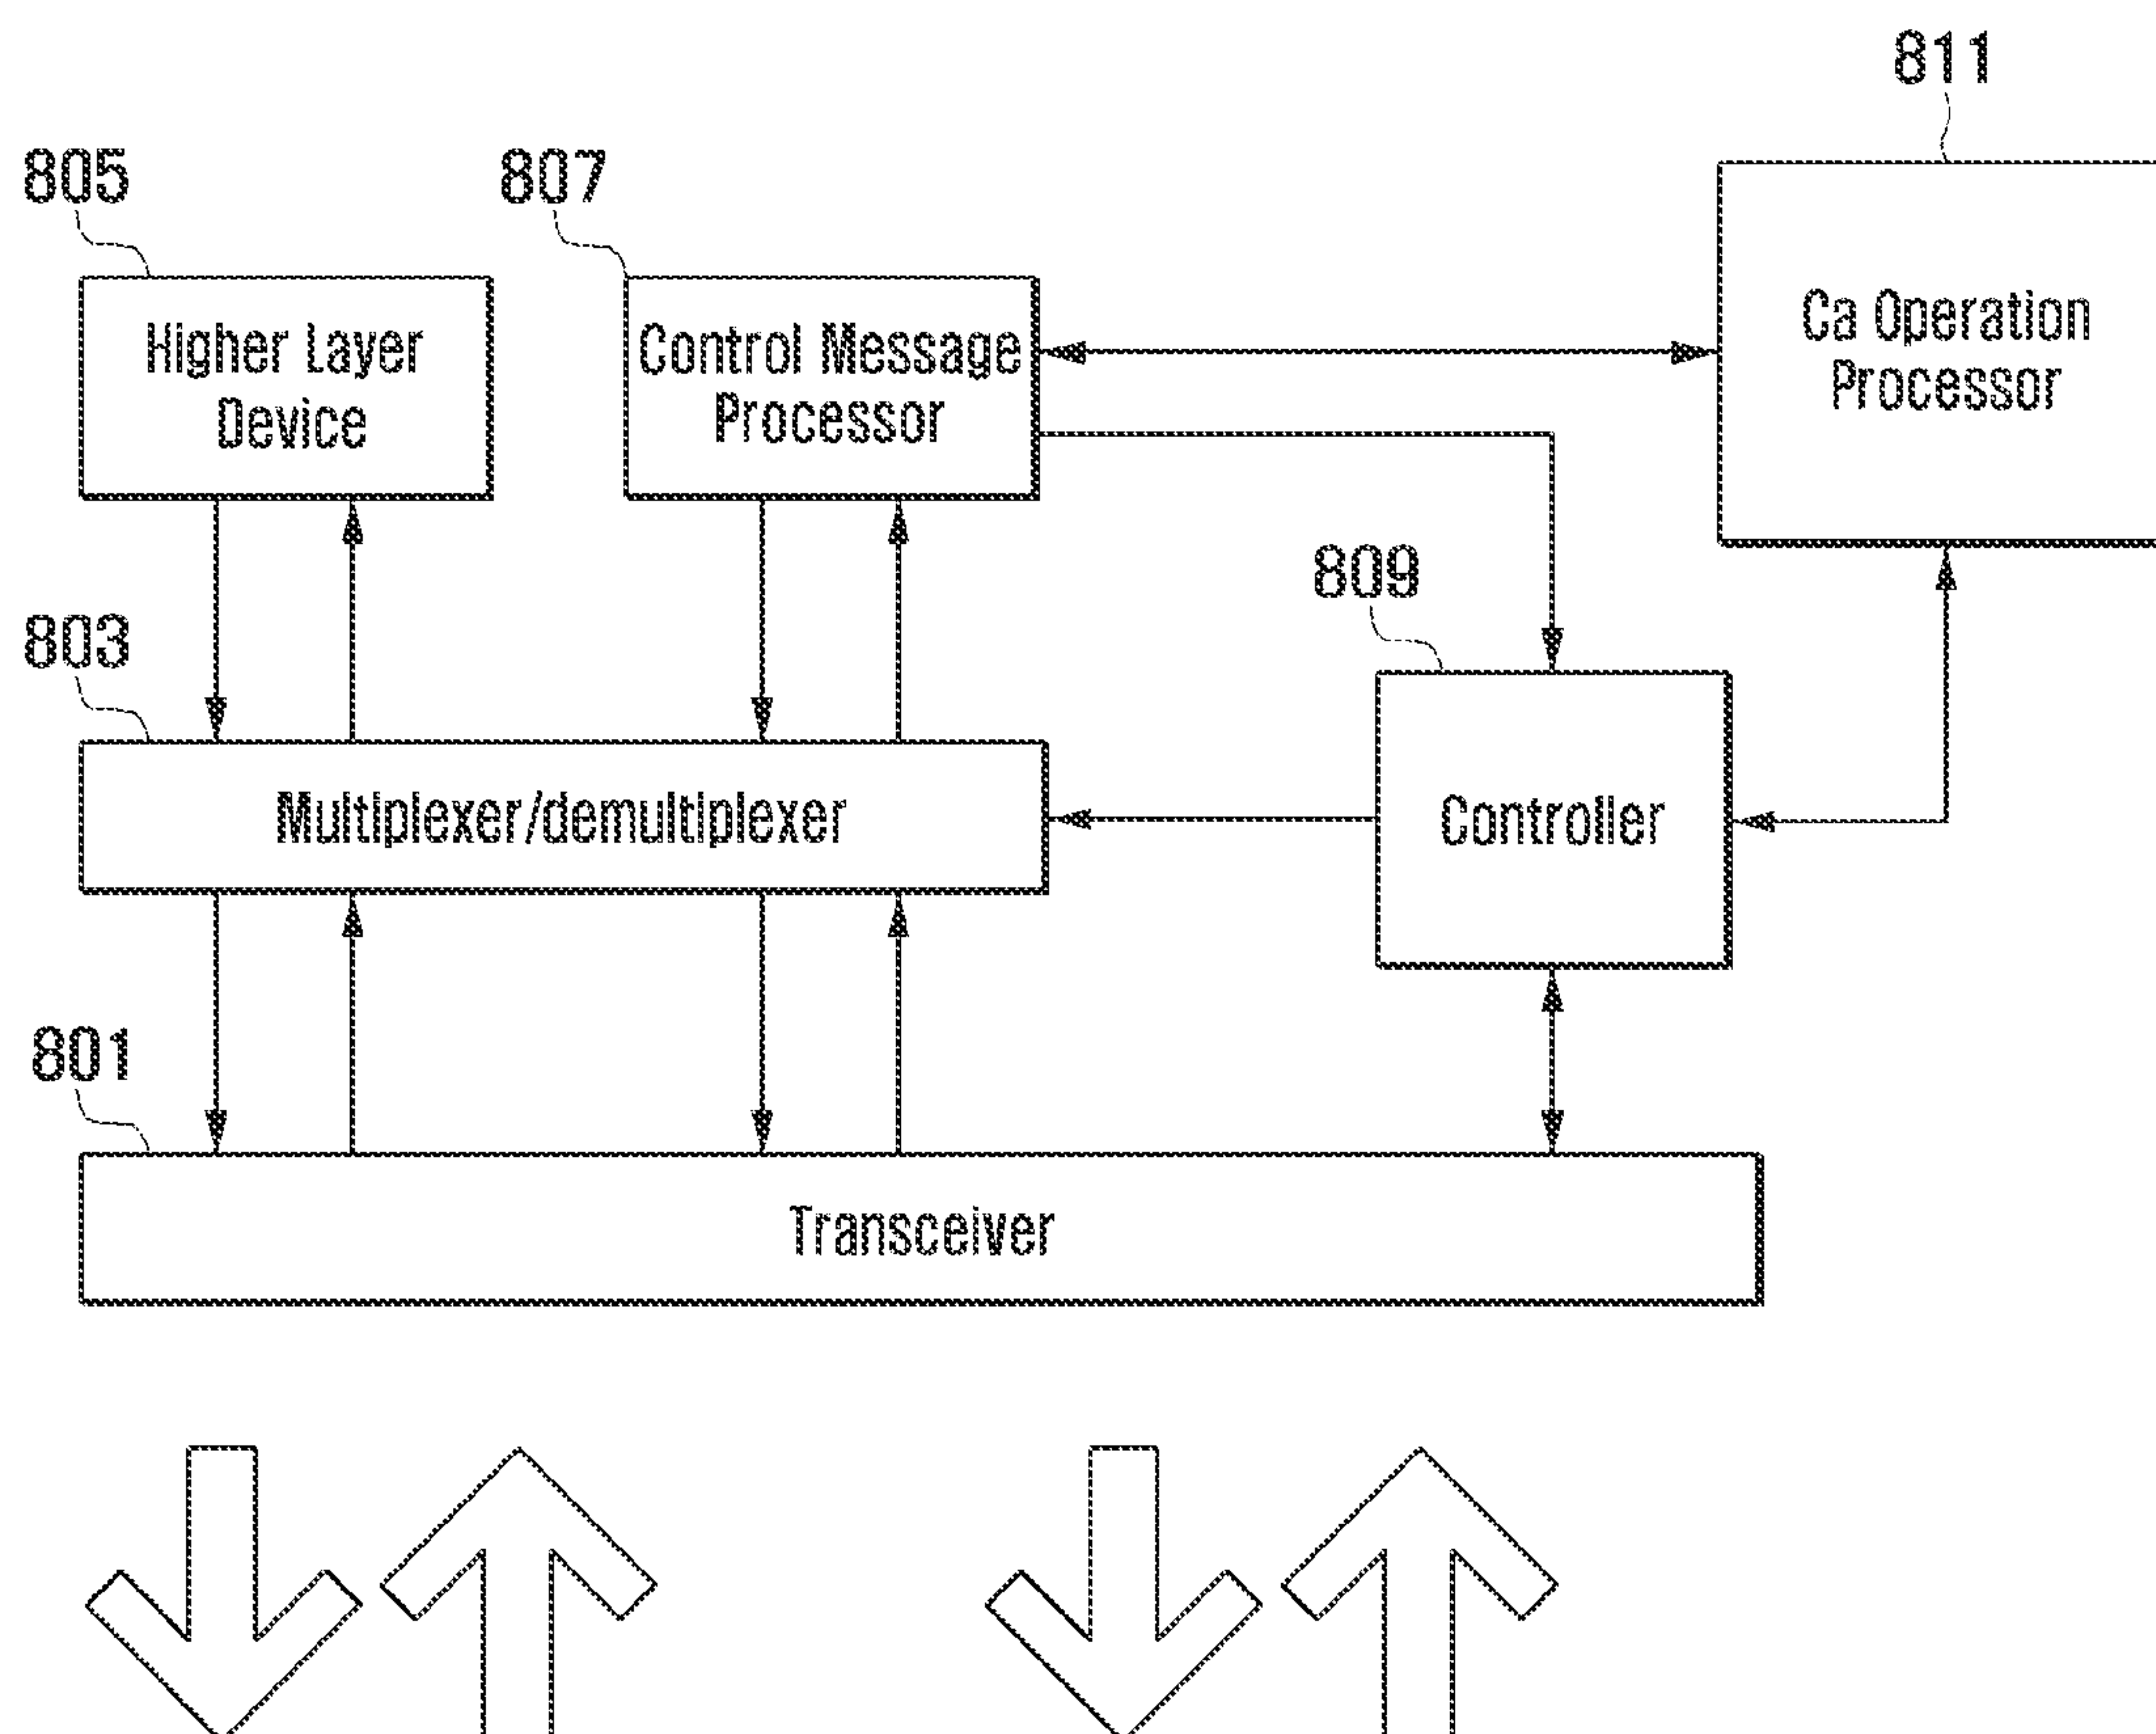 811
805
807
Higher Layer
Device
Control Message
Processor
Ca Operation
Processor
809
803
Multiplexer/demultiplexer
Controller
801
Transceiver